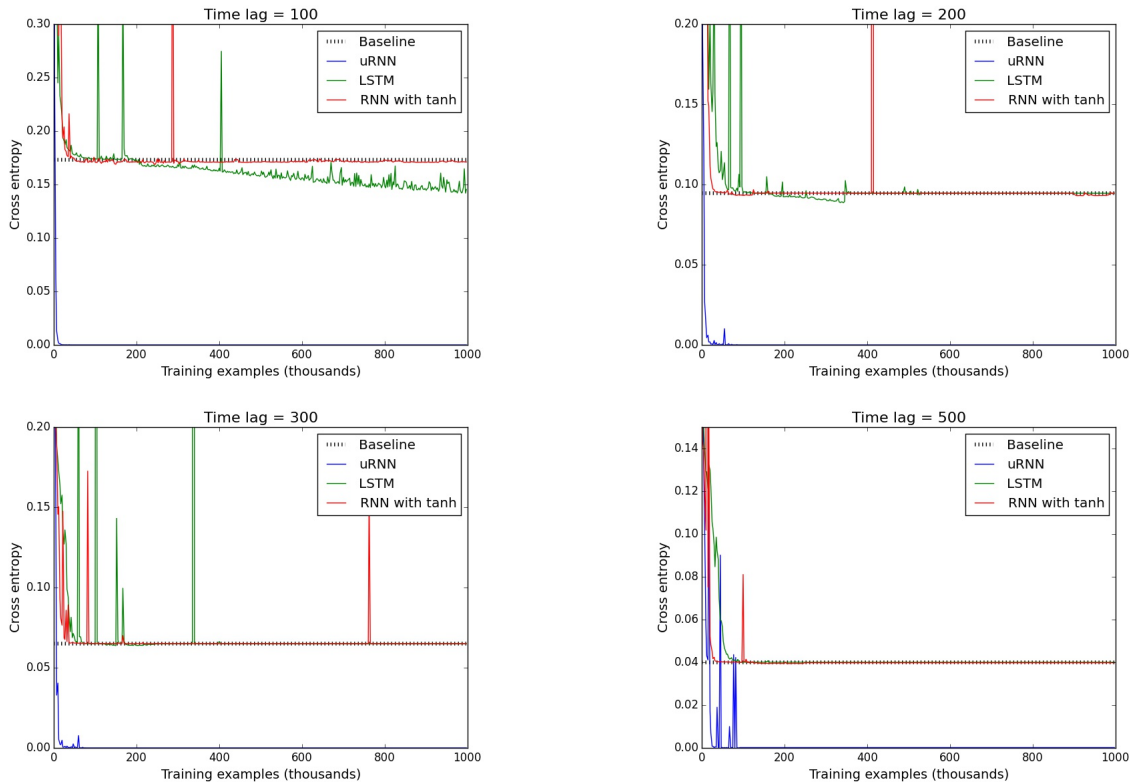 Time lag = 100
Cross entropy
0.30
0.25
0.20
0.15
0.10
0.05
0.00
0
200
400
600
800
1000
Training examples (thousands)
Baseline
uRNN
LSTM
RNN with tanh
Time lag = 200
Cross entropy
0.20
0.15
0.10
0.05
0.00
0
200
400
600
800
1000
Training examples (thousands)
Baseline
uRNN
LSTM
RNN with tanh
Time lag = 300
Cross entropy
0.20
0.15
0.10
0.05
0.00
0
200
400
600
800
1000
Training examples (thousands)
Baseline
uRNN
LSTM
RNN with tanh
Time lag = 500
Cross entropy
0.14
0.12
0.10
0.08
0.06
0.04
0.02
0.00
0
200
400
600
800
1000
Training examples (thousands)
Baseline
uRNN
LSTM
RNN with tanh